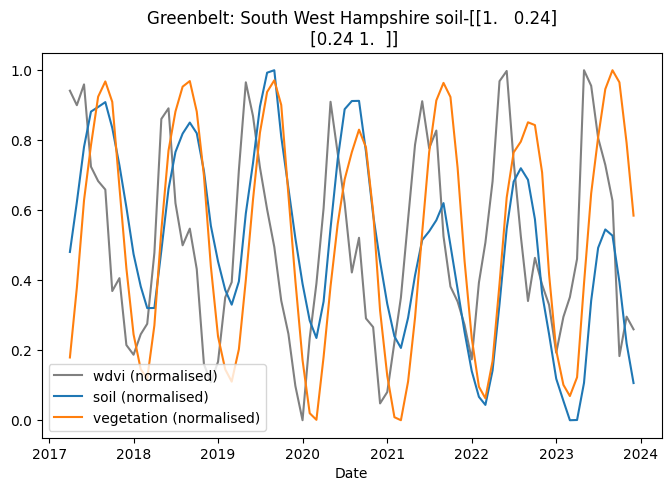 Greenbelt: South West Hampshire soil-[[1.   0.24]
[0.24 1.  ]]
1.0
0.8
0.6
0.4
0.2
0.0
wdvi (normalised)
soil (normalised)
vegetation (normalised)
2017 2018 2019 2020 2021 2022 2023 2024
Date